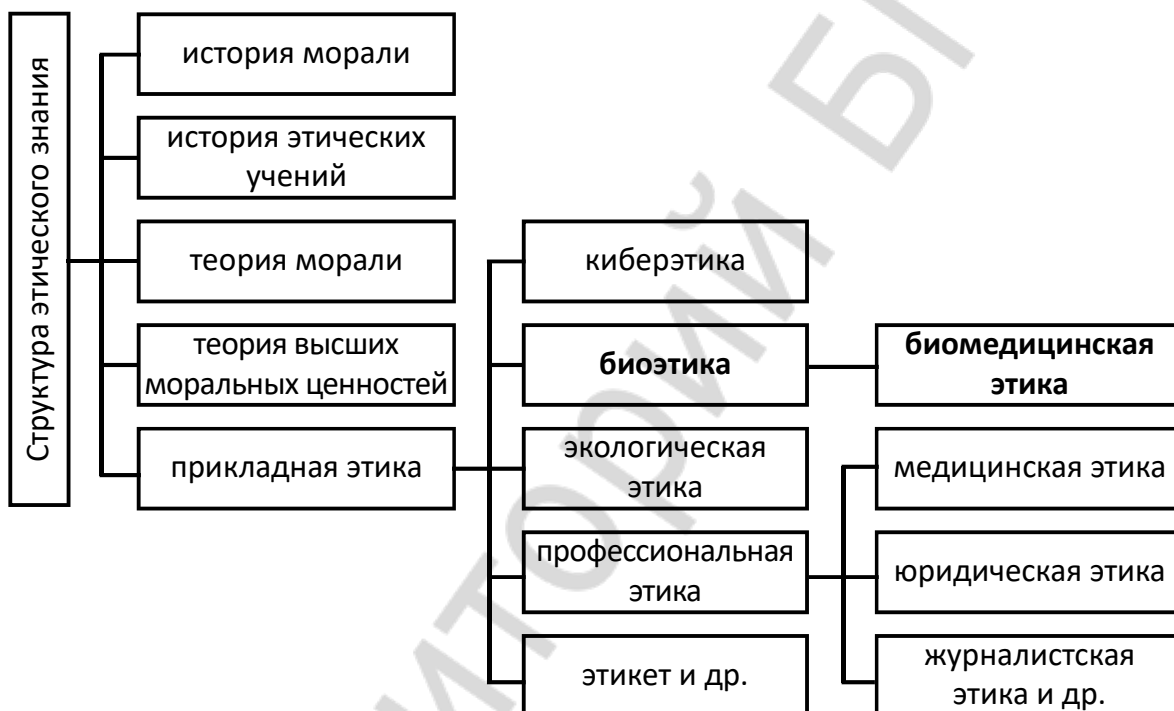 Структура этического знания
история морали
история этических
учений
теория морали
теория высших
моральных ценностей
прикладная этика
киберэтика
биоэтика
экологическая
этика
профессиональная
этика
этикет и др.
биомедицинская
этика
медицинская этика
юридическая этика
журналистская
этика и др.